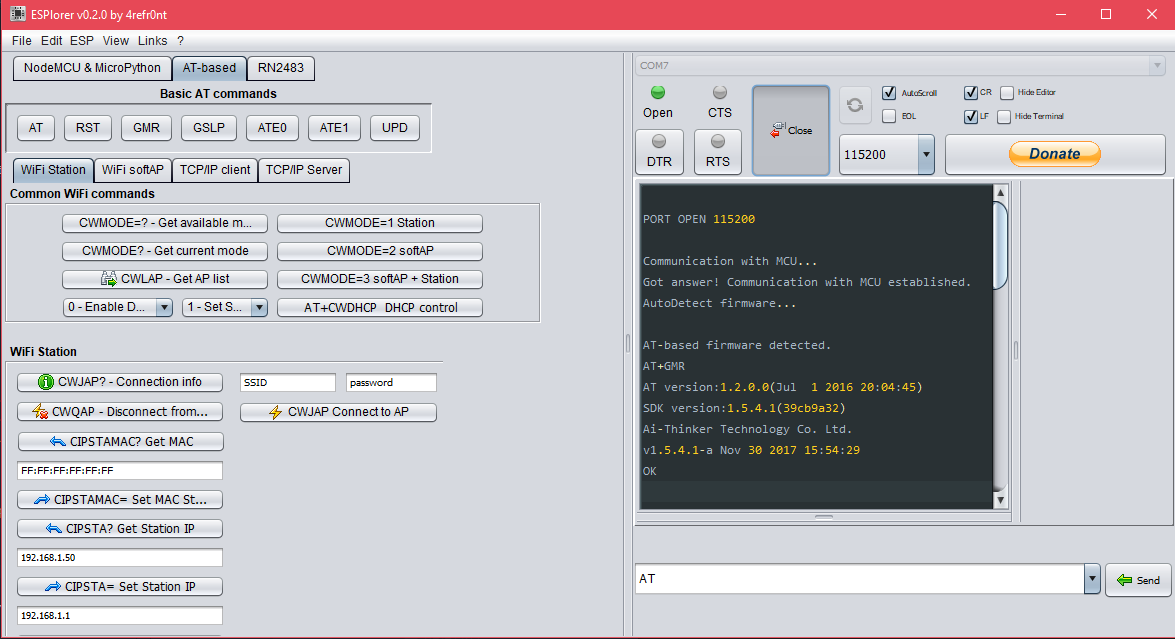 ESPlorer v0.2.0 by 4refr0nt
File Edit ESP View Links ?
NodeMCU & MicroPython AT-based RN2483
Basic AT commands
AT RST GMR GSLP ATE0 ATE1 UPD
WiFi Station WiFi softAP TCP/IP client TCP/IP Server
Common WiFi commands
CWMODE=? - Get available m... CWMODE=1 Station
CWMODE? - Get current mode CWMODE=2 softAP
CWLAP - Get AP list CWMODE=3 softAP + Station
0 - Enable D... 1 - Set S... AT+CWDHCP DHCP control
WiFi Station
CWJAP? - Connection info SSID password
CWQAP - Disconnect from... CWJAP Connect to AP
CIPSTAMAC? Get MAC
FF:FF:FF:FF:FF:FF
CIPSTAMAC= Set MAC St...
CIPSTA? Get Station IP
192.168.1.50
CIPSTA= Set Station IP
192.168.1.1
COM7
Open CTS Close AutoScroll CR Hide Editor
EOL LF Hide Terminal
DTR RTS 115200 Donate
PORT OPEN 115200
Communication with MCU...
Got answer! Communication with MCU established.
AutoDetect firmware...
AT-based firmware detected.
AT+GMR
AT version:1.2.0.0(Jul  1 2016 20:04:45)
SDK version:1.5.4.1(39cb9a32)
Ai-Thinker Technology Co. Ltd.
v1.5.4.1-a Nov 30 2017 15:54:29
OK
AT Send